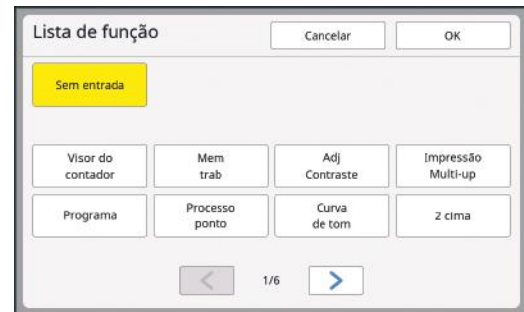 Lista de função
Cancelar
OK
Sem entrada
Visor do
contador
Mem
trab
Adj
Contraste
Impressão
Multi-up
Programa
Processo
ponto
Curva
de tom
2 cima
1/6